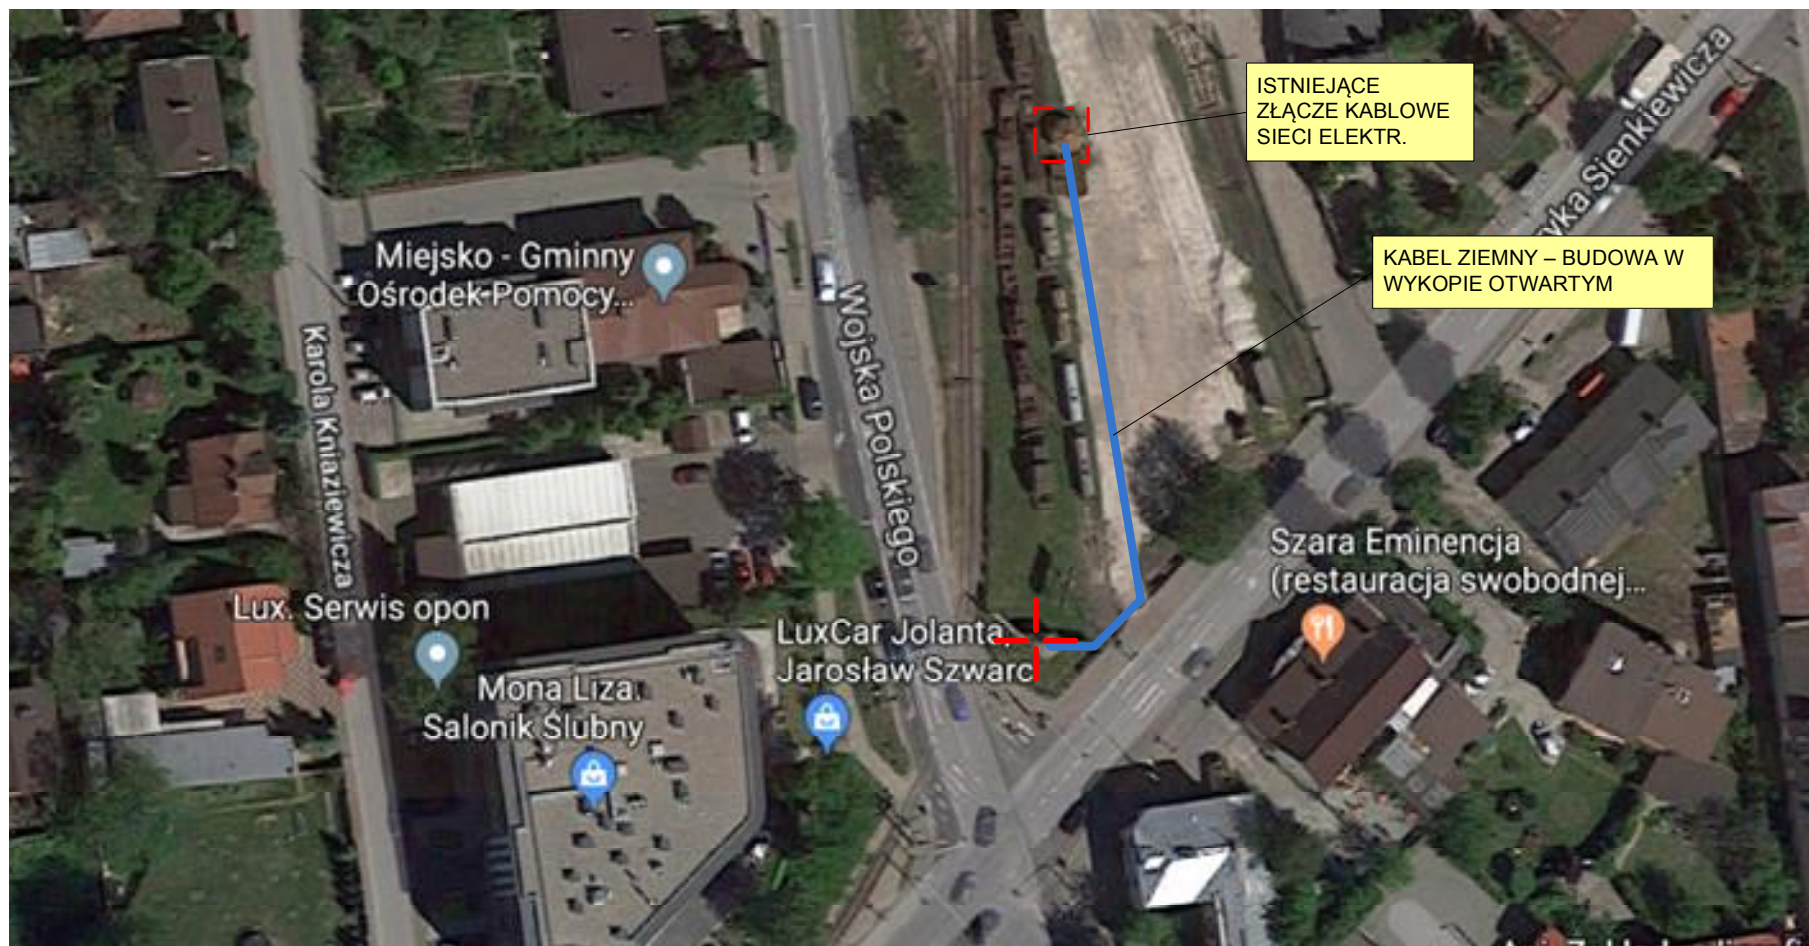 ISTNIEJĄCE
ZŁĄCZE KABLOWE
SIECI ELEKTR.
yka Sienkiewicza
KABEL ZIEMNY – BUDOWA W
WYKOPIE OTWARTYM
Miejsko - Gminny
Ośrodek Pomocy...
Karola Kniaziewicza
Wojska Polskiego
Szara Eminencja
(restauracja swobodnej...
Lux. Serwis opon
LuxCar Jolanta,
Jarosław Szwarc
Mona Liza.
Salonik Ślubny